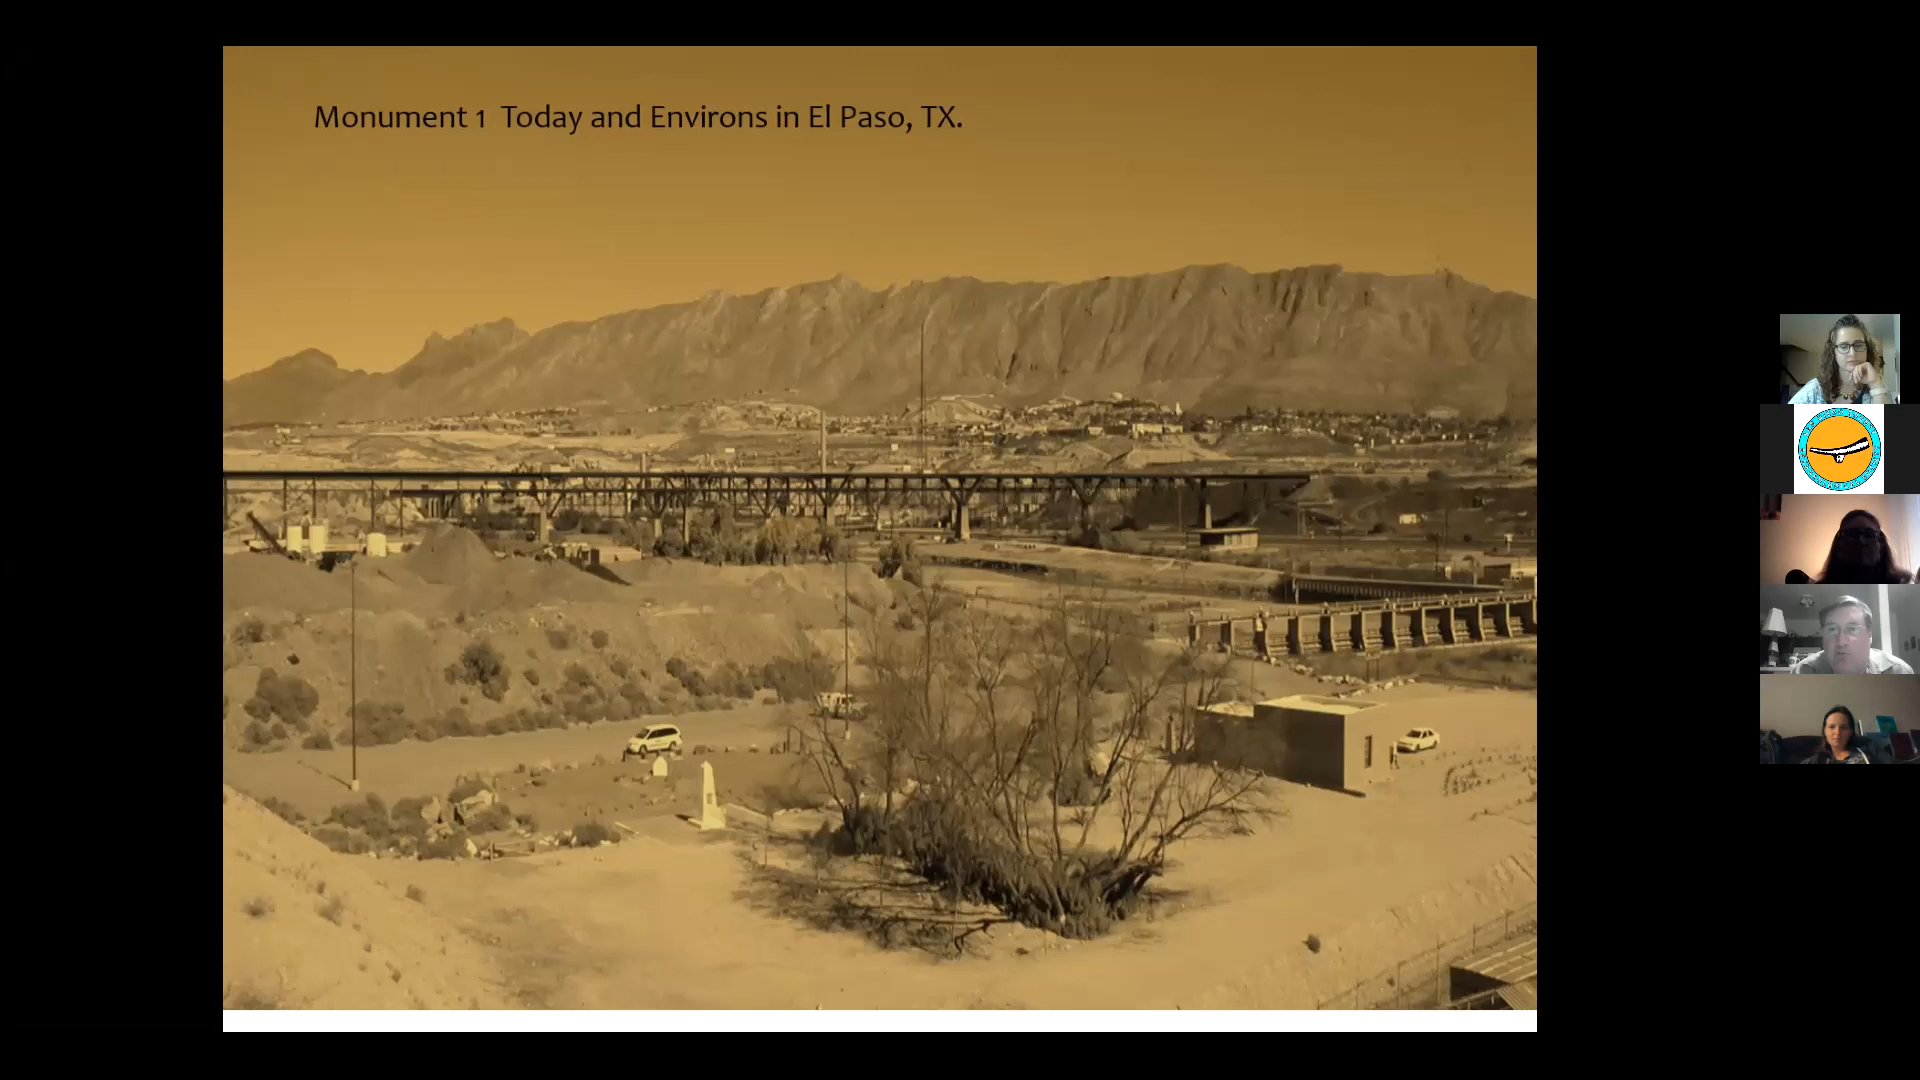 Monument 1  Today and Environs in El Paso, TX.